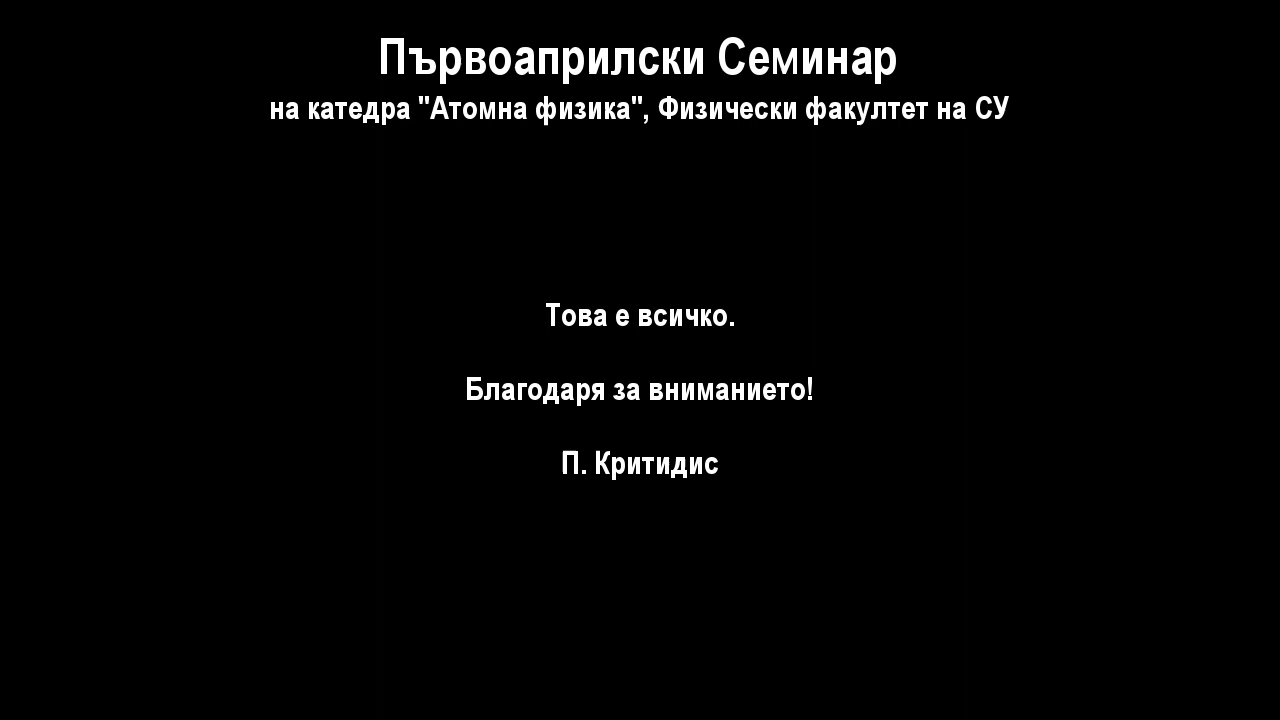 Първоаприлски Семинар
на катедра "Атомна физика", Физически факултет на СУ
Това е всичко.
Благодаря за вниманието!
П. Критидис